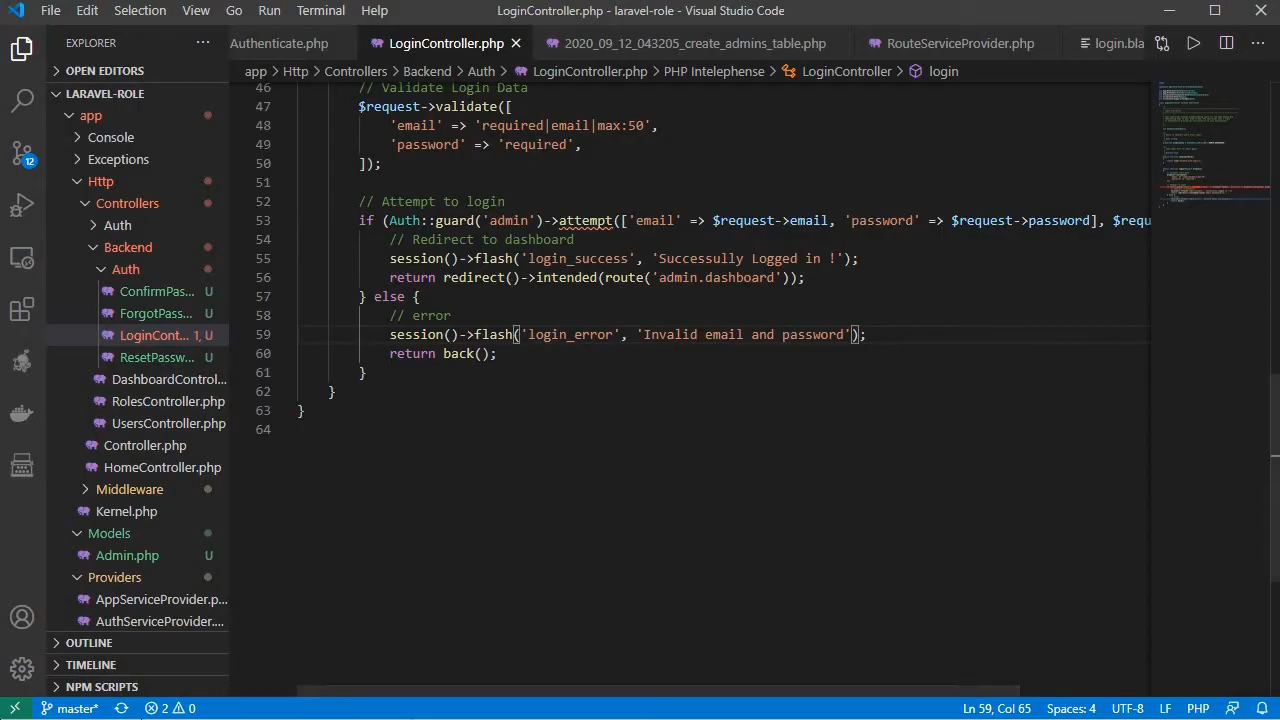 File Edit Selection View Go Run Terminal Help LoginController.php - laravel-role - Visual Studio Code
EXPLORER ··· Authenticate.php LoginController.php 2020_09_12_043205_create_admins_table.php RouteServiceProvider.php login.bla
OPEN EDITORS
app > Http > Controllers > Backend > Auth > LoginController.php > PHP Intelephense > LoginController > login
LARAVEL-ROLE
app
Console
Exceptions
Http
Controllers
Auth
Backend
Auth
ConfirmPas... U
ForgotPass... U
LoginCont... 1, U
ResetPassw... U
DashboardControl...
RolesController.php
UsersController.php
Controller.php
HomeController.php
Middleware
Kernel.php
Models
Admin.php U
Providers
AppServiceProvider.p...
AuthServiceProvider....
OUTLINE
TIMELINE
NPM SCRIPTS
12
46 // Validate Login Data
47 $request->validate([
48 'email' => 'required|email|max:50',
49 'password' => 'required',
50 ]);
51
52 // Attempt to login
53 if (Auth::guard('admin')->attempt(['email' => $request->email, 'password' => $request->password], $requ
54 // Redirect to dashboard
55 session()->flash('login_success', 'Successully Logged in !');
56 return redirect()->intended(route('admin.dashboard'));
57 } else {
58 // error
59 session()->flash('login_error', 'Invalid email and password');
60 return back();
61 }
62 }
63 }
64
master* 2 0 Ln 59, Col 65 Spaces: 4 UTF-8 LF PHP